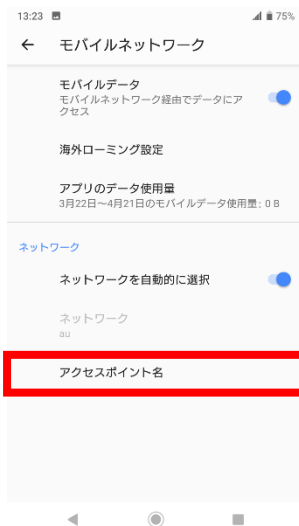 13:23 75%
モバイルネットワーク
モバイルデータ
モバイルネットワーク経由でデータにア
クセス
海外ローミング設定
アプリのデータ使用量
3月22日～4月21日のモバイルデータ使用量: 0 B
ネットワーク
ネットワークを自動的に選択
ネットワーク
au
アクセスポイント名